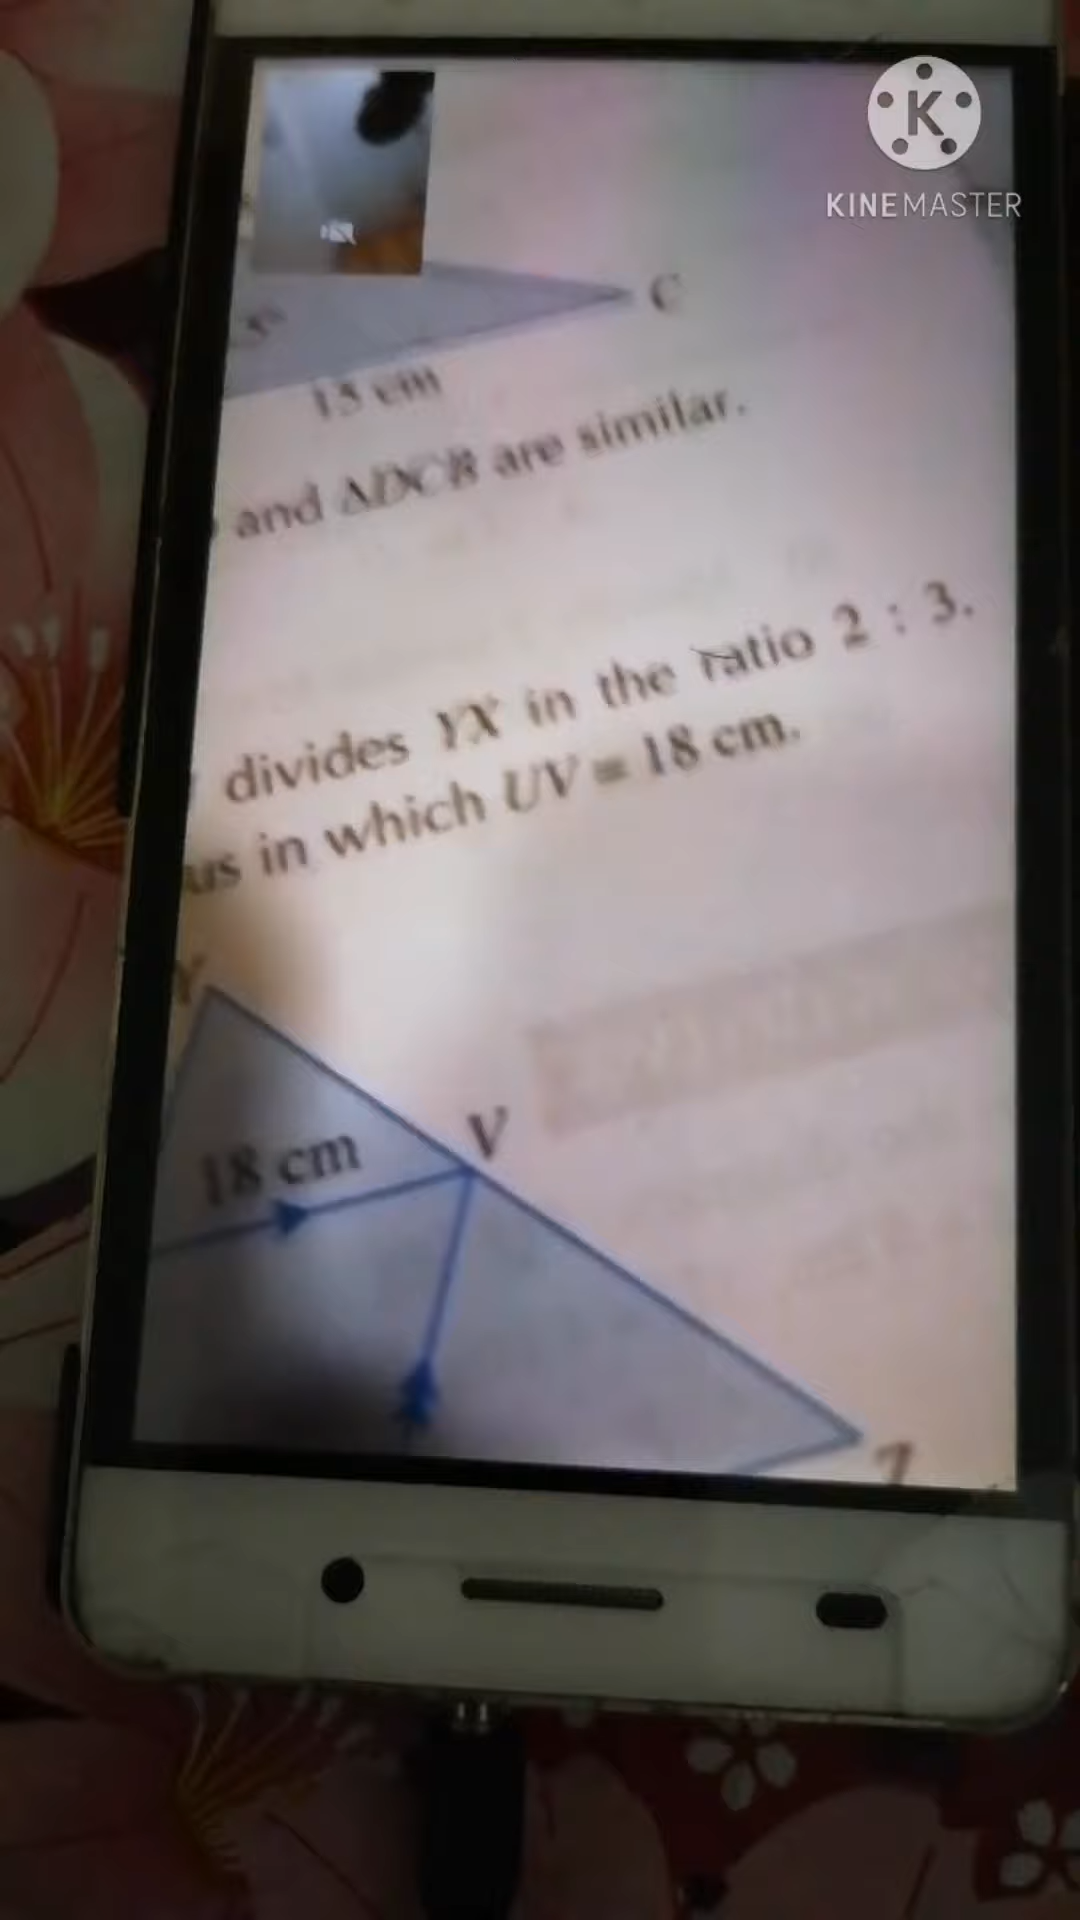 K
KINEMASTER
C
15 cm
and ΔDCB are similar.
divides YX in the ratio 2 : 3.
us in which UV = 18 cm.
Y
V
18 cm
Z